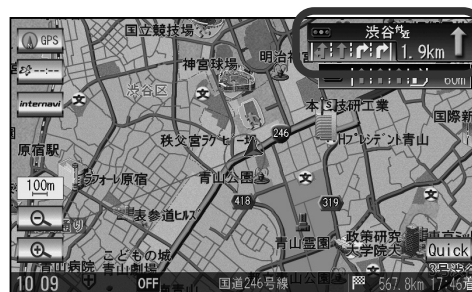 国立競技場
渋谷付近
1.9km
GPS
明治
神宮球場
--:--
60m
渋谷区
internavi
本田技研工業
国際新
原宿駅
秩父宮ラグビー場
246
HプレジデントA青山
ラフォーレ原宿
青山公園
100m
418
319
表参道ヒルズ
青山霊園
政策研究
大学院大
こどもの城
青山劇場
病院
Quick
10:09
OFF
国道246号線
567.8km
17:46着